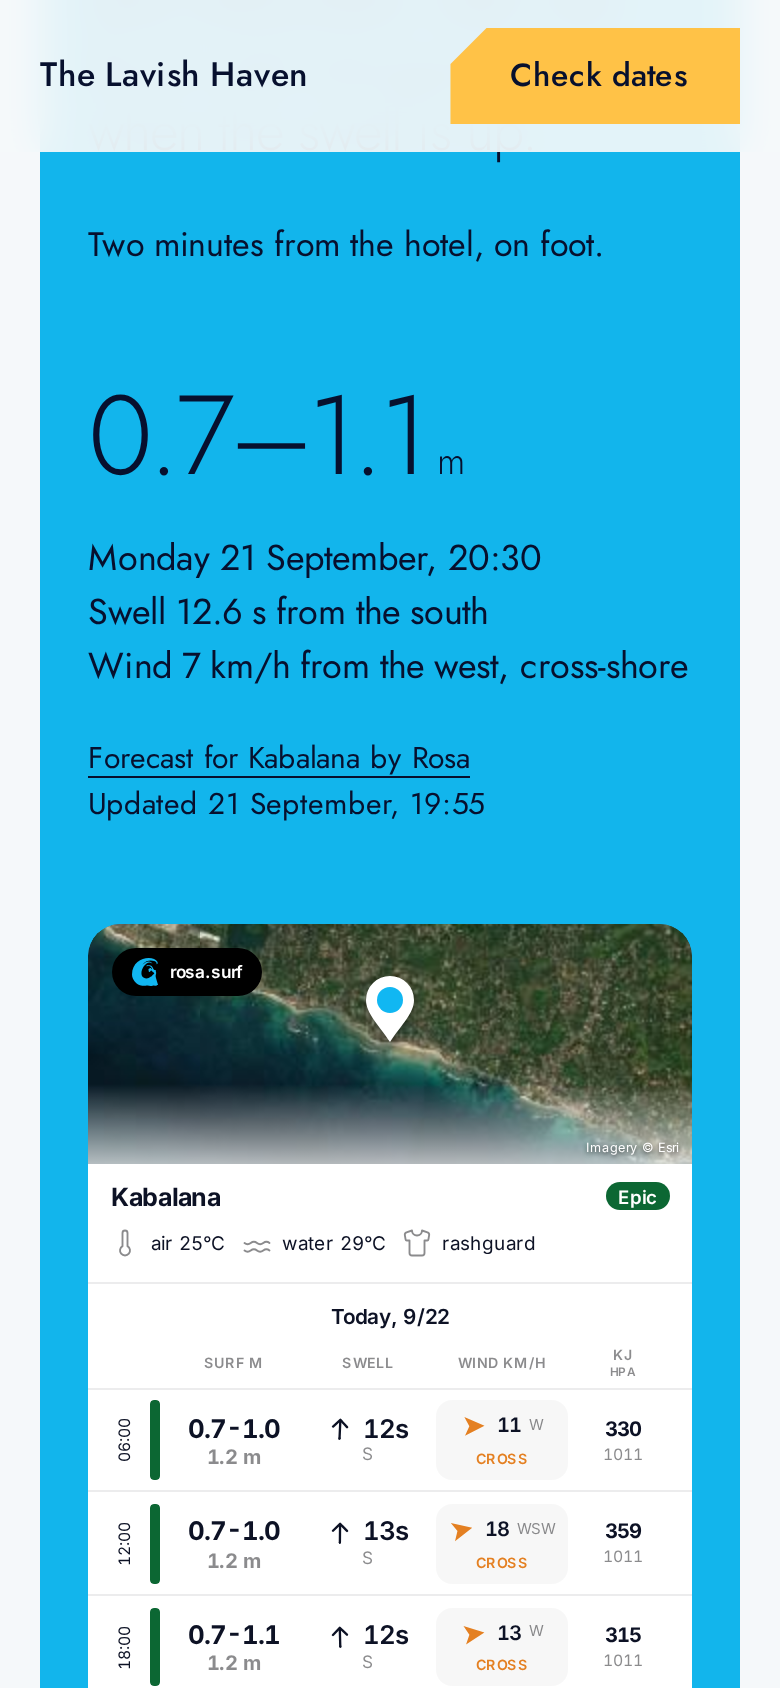 The Lavish Haven
Check dates
when the swell is up.
Two minutes from the hotel, on foot.
0.7–1.1 m
Monday 21 September, 20:30
Swell 12.6 s from the south
Wind 7 km/h from the west, cross-shore
Forecast for Kabalana by Rosa
Updated 21 September, 19:55
rosa.surf
Imagery © Esri
Kabalana
Epic
air 25°C water 29°C rashguard
Today, 9/22
SURF M SWELL WIND KM/H KJ
HPA
06:00 0.7-1.0 12s 11 W 330
1.2 m S CROSS 1011
12:00 0.7-1.0 13s 18 WSW 359
1.2 m S CROSS 1011
18:00 0.7-1.1 12s 13 W 315
1.2 m S CROSS 1011